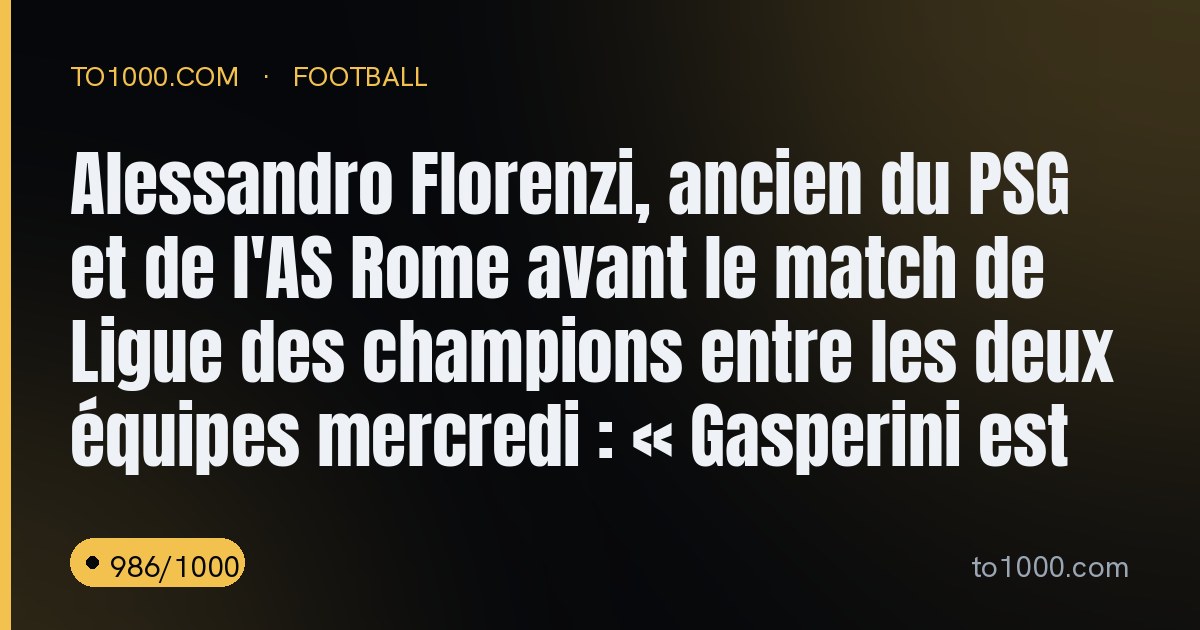 TO1000.COM · FOOTBALL
Alessandro Florenzi, ancien du PSG
et de l'AS Rome avant le match de
Ligue des champions entre les deux
équipes mercredi : « Gasperini est
986/1000
to1000.com